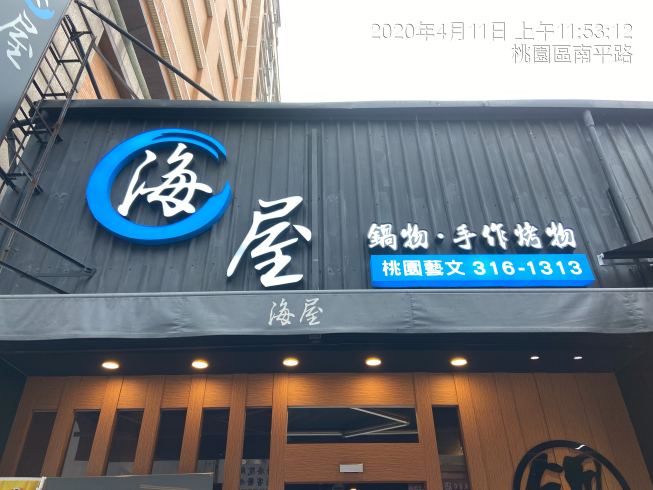 2020年4月11日 上午11:53:12
桃園區南平路
海屋
鍋物·手作烤物
桃園藝文 316-1313
海屋